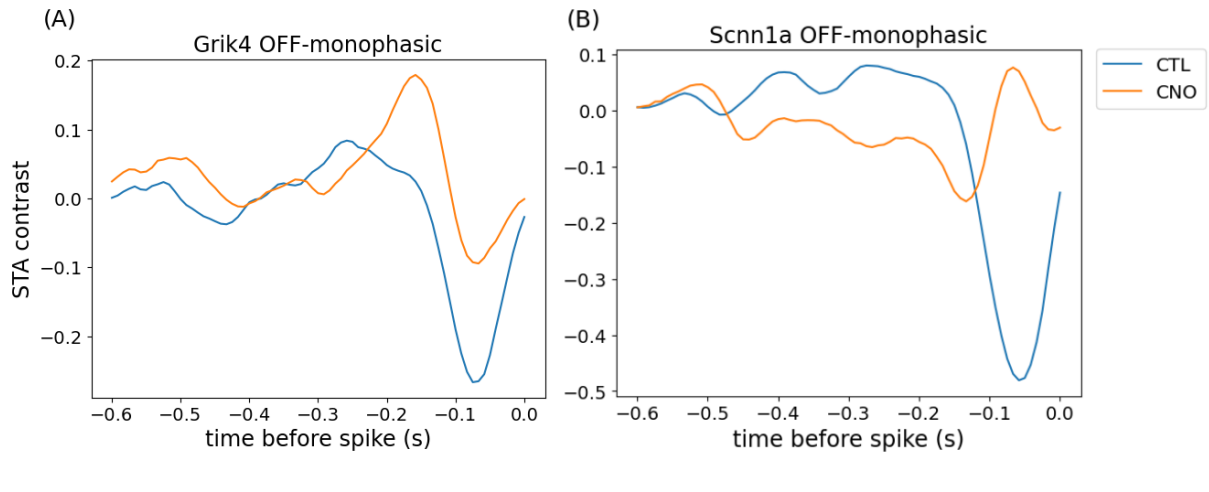 (A)
Grik4 OFF-monophasic
0.2
0.1
0.0
−0.1
−0.2
STA contrast
−0.6 −0.5 −0.4 −0.3 −0.2 −0.1 0.0
time before spike (s)
(B)
Scnn1a OFF-monophasic
0.1
0.0
−0.1
−0.2
−0.3
−0.4
−0.5
−0.6 −0.5 −0.4 −0.3 −0.2 −0.1 0.0
time before spike (s)
CTL
CNO